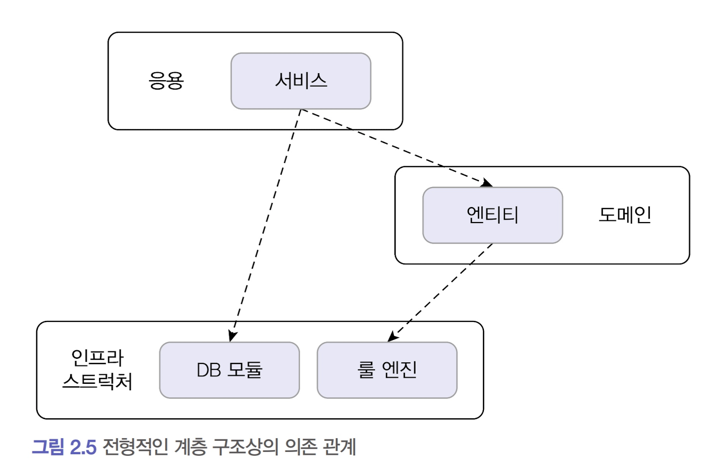 응용
서비스
엔티티
도메인
인프라
스트럭처
DB 모듈
룰 엔진
그림 2.5 전형적인 계층 구조상의 의존 관계